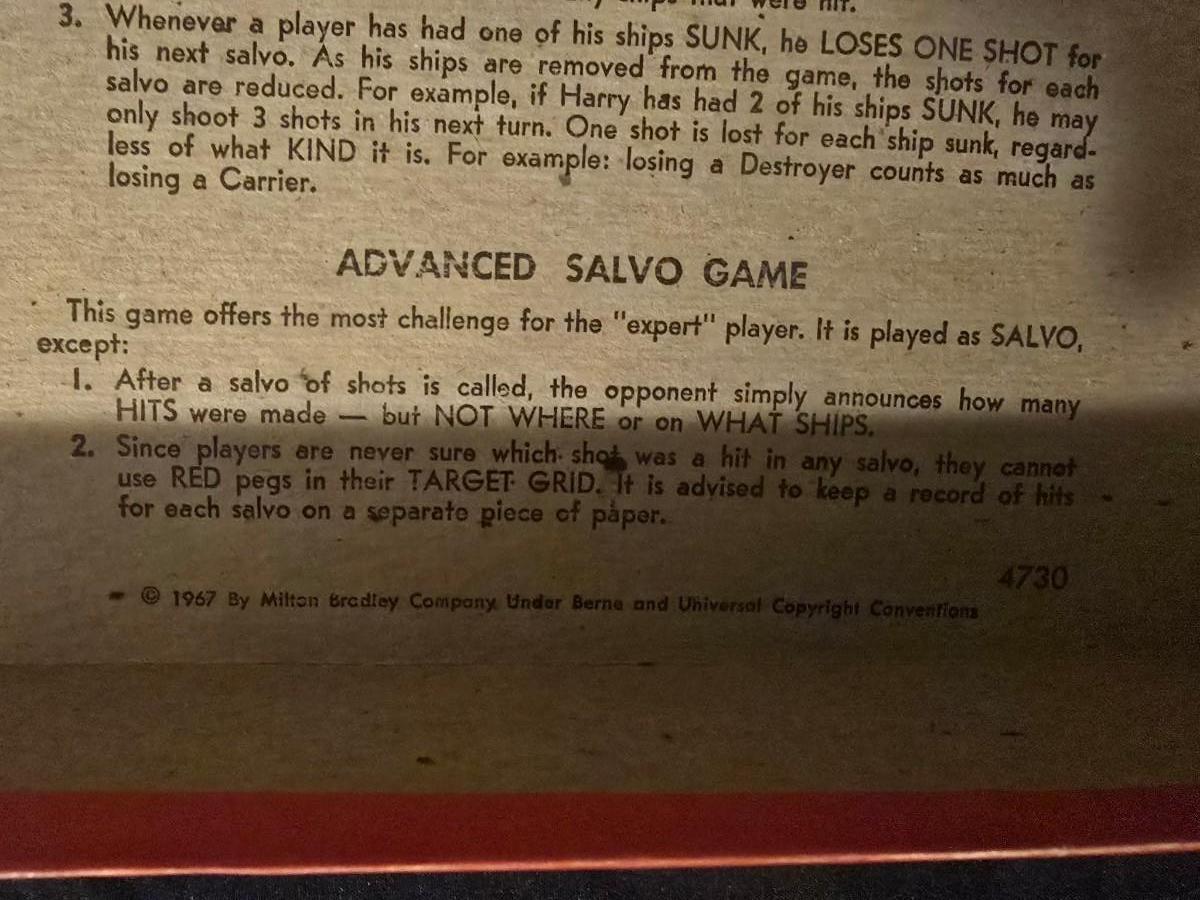 were hit.
3. Whenever a player has had one of his ships SUNK, he LOSES ONE SHOT for
his next salvo. As his ships are removed from the game, the shots for each
salvo are reduced. For example, if Harry has had 2 of his ships SUNK, he may
only shoot 3 shots in his next turn. One shot is lost for each ship sunk, regard-
less of what KIND it is. For example: losing a Destroyer counts as much as
losing a Carrier.
ADVANCED SALVO GAME
This game offers the most challenge for the "expert" player. It is played as SALVO,
except:
1. After a salvo of shots is called, the opponent simply announces how many
HITS were made — but NOT WHERE or on WHAT SHIPS.
2. Since players are never sure which shot was a hit in any salvo, they cannot
use RED pegs in their TARGET GRID. It is advised to keep a record of hits
for each salvo on a separate piece of paper.
4730
© 1967 By Milton Bradley Company Under Berne and Universal Copyright Conventions